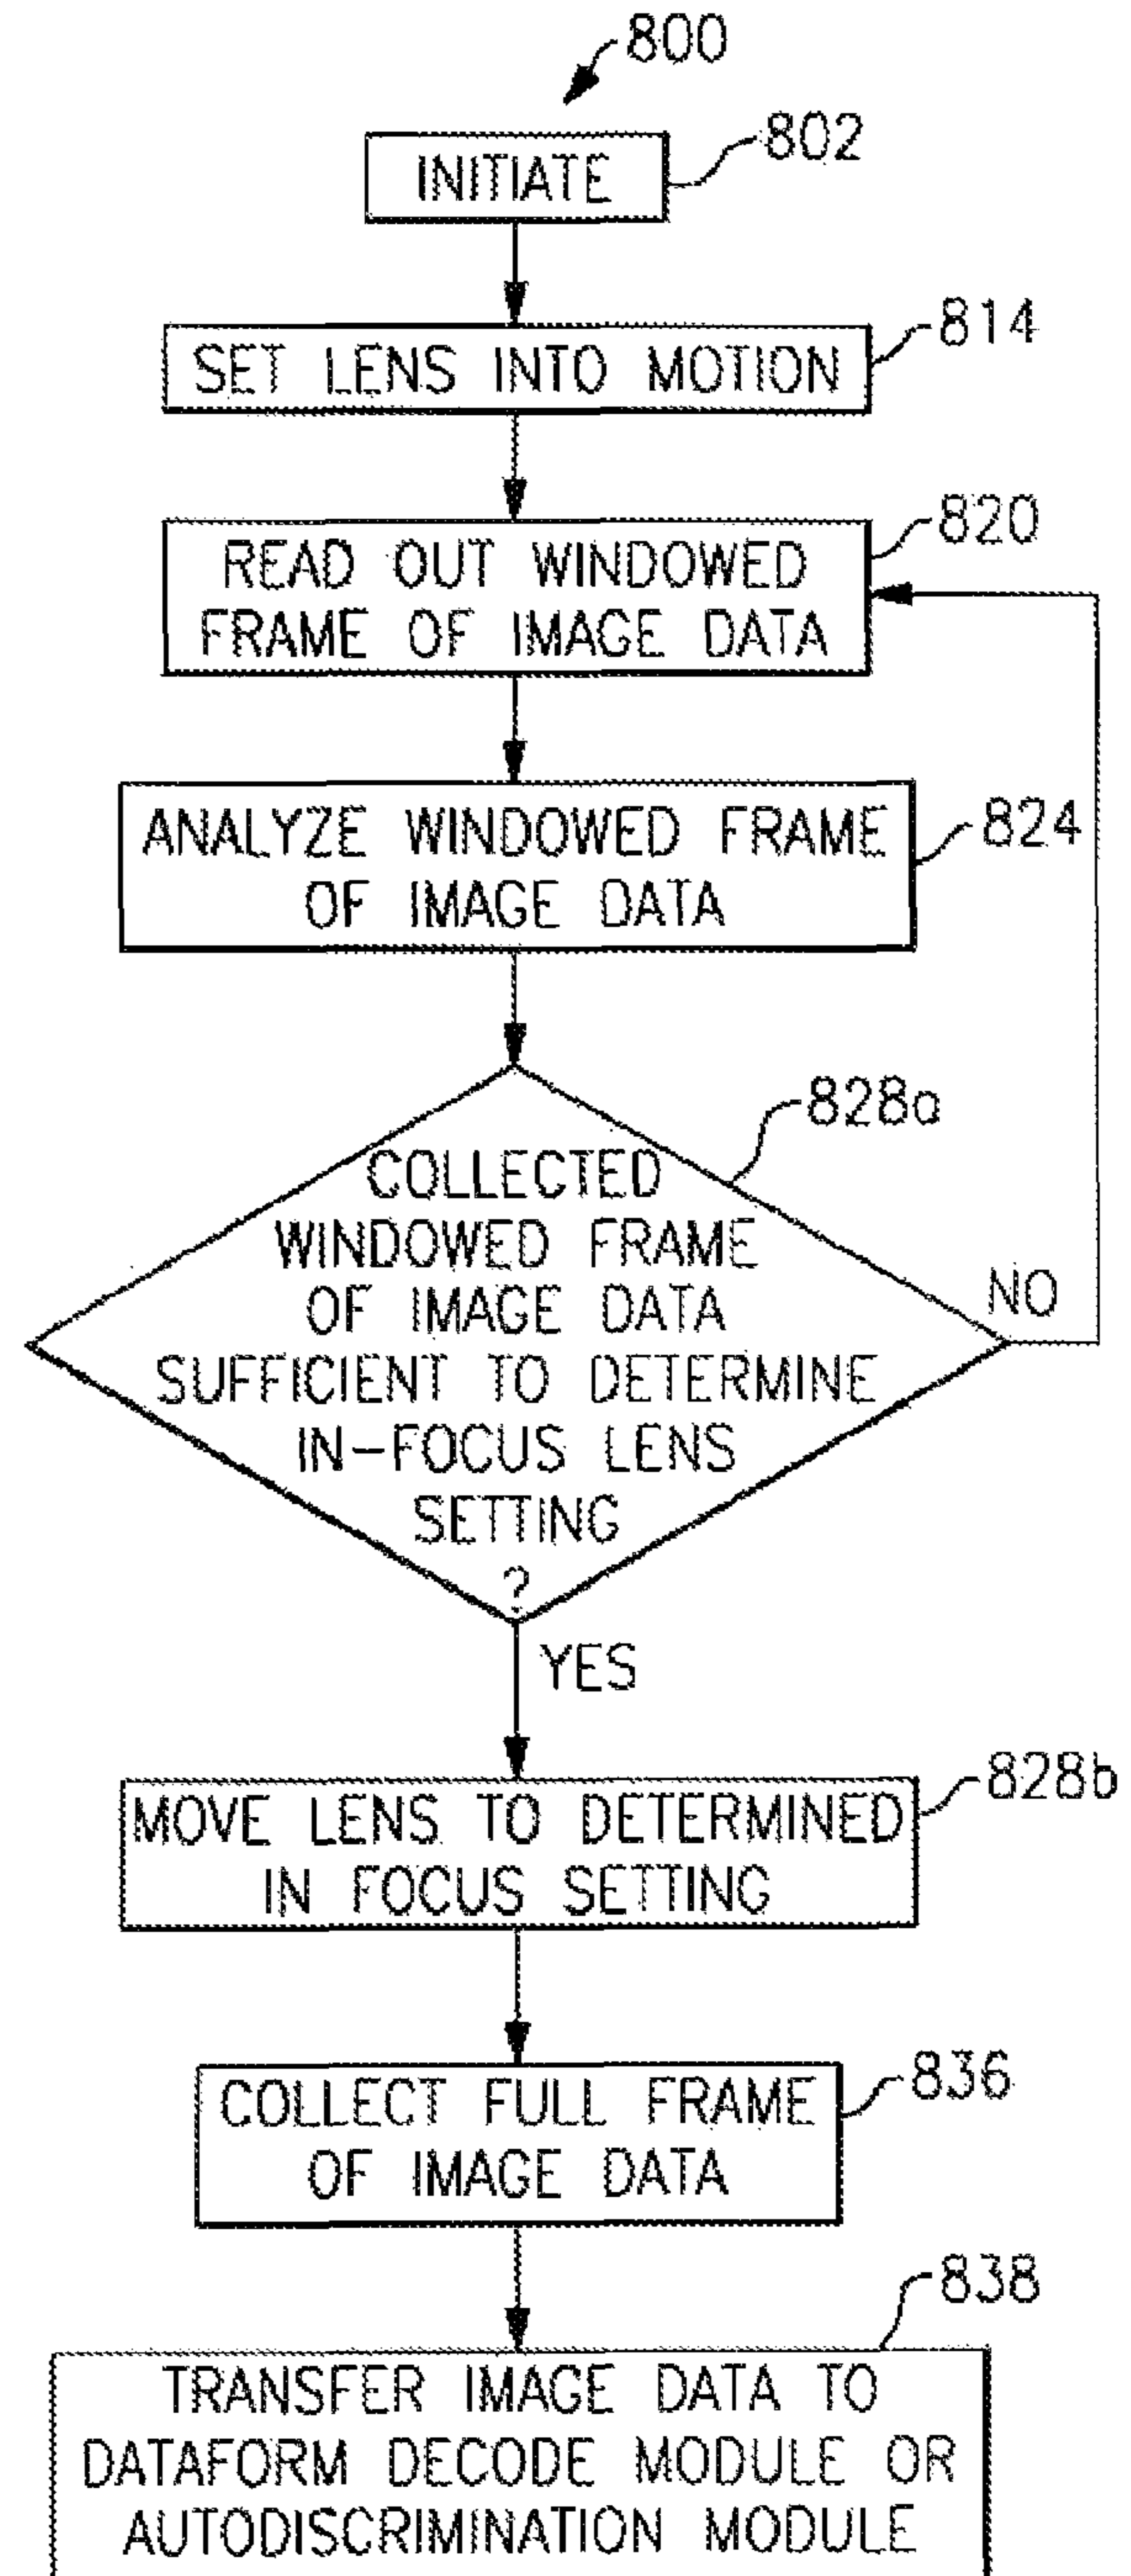 800
INITIATE
802
SET LENS INTO MOTION
814
READ OUT WINDOWED
FRAME OF IMAGE DATA
820
ANALYZE WINDOWED FRAME
OF IMAGE DATA
824
COLLECTED
WINDOWED FRAME
OF IMAGE DATA
SUFFICIENT TO DETERMINE
IN-FOCUS LENS
SETTING
?
828a
NO
YES
MOVE LENS TO DETERMINED
IN FOCUS SETTING
828b
COLLECT FULL FRAME
OF IMAGE DATA
836
838
TRANSFER IMAGE DATA TO
DATAFORM DECODE MODULE OR
AUTODISCRIMINATION MODULE